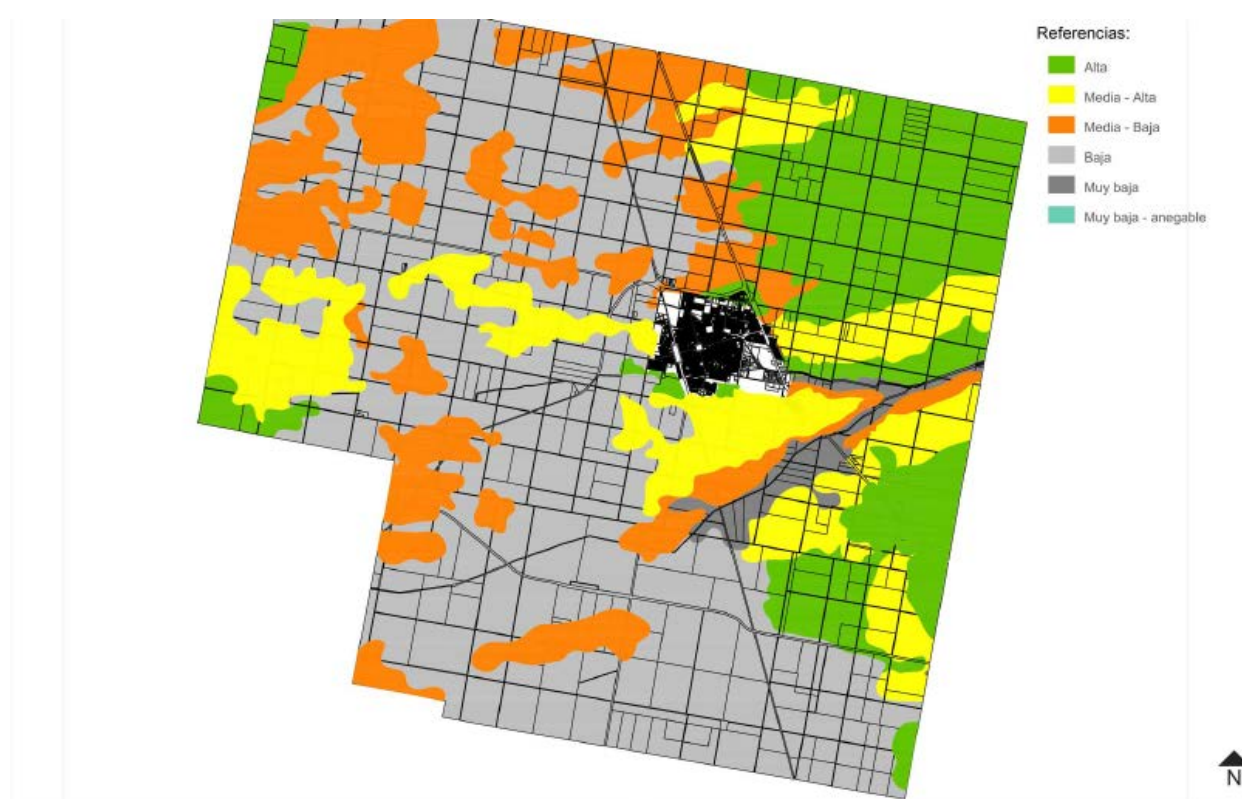 Referencias:
Alta
Media - Alta
Media - Baja
Baja
Muy baja
Muy baja - anegable
N